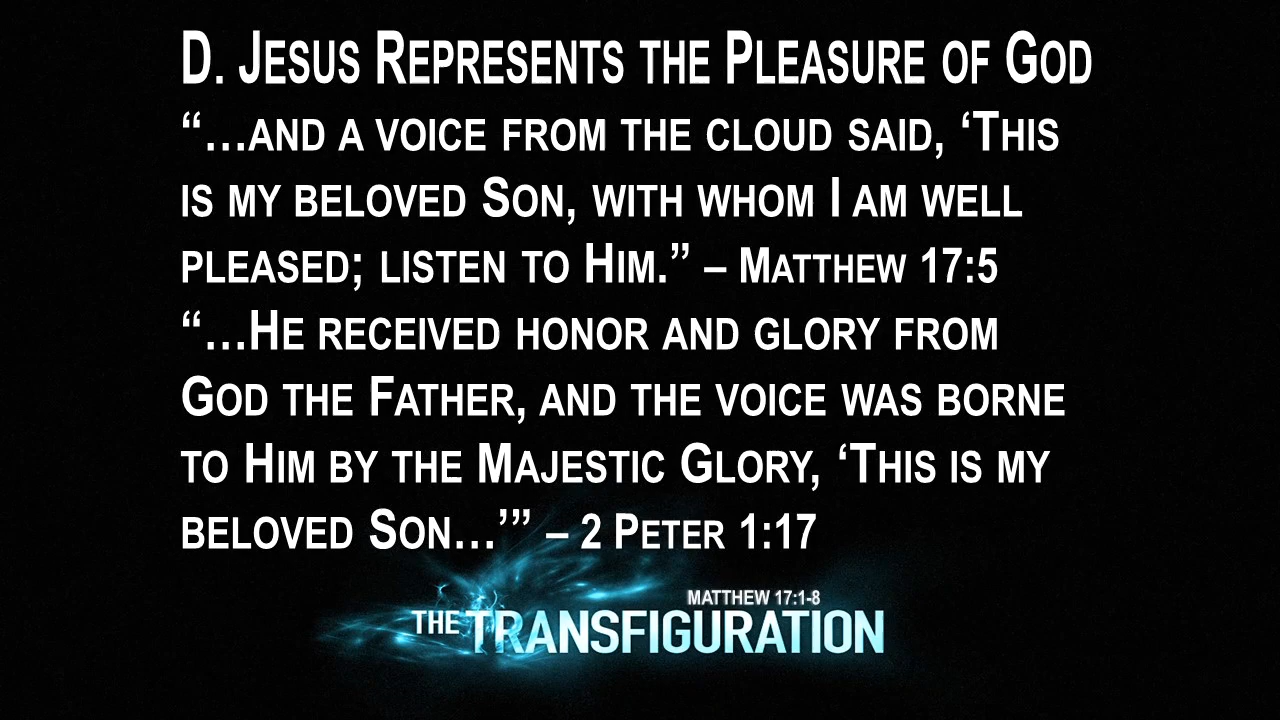 D. Jesus Represents the Pleasure of God
“…and a voice from the cloud said, ‘This
is my beloved Son, with whom I am well
pleased; listen to Him.” – Matthew 17:5
“…He received honor and glory from
God the Father, and the voice was borne
to Him by the Majestic Glory, ‘This is my
beloved Son…’” – 2 Peter 1:17
MATTHEW 17:1-8
THE TRANSFIGURATION